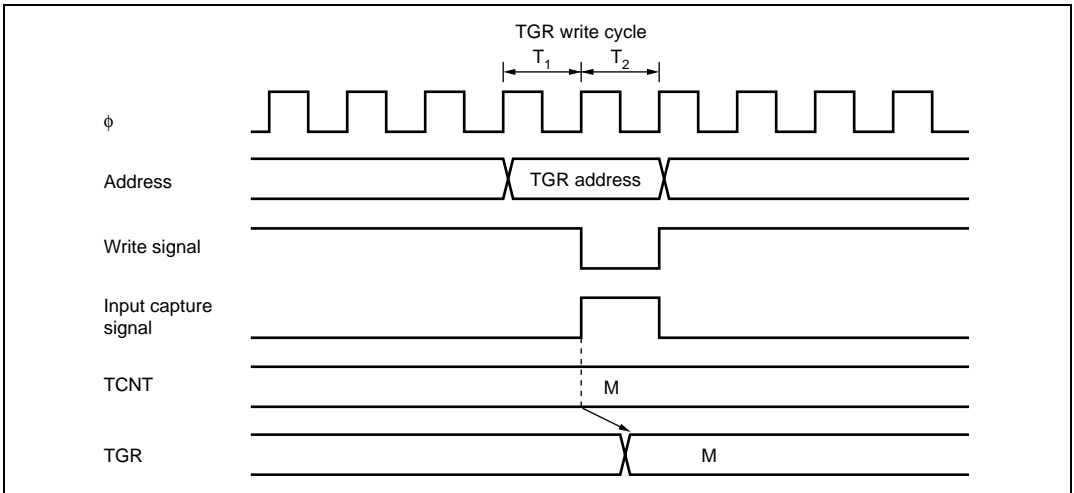 TGR write cycle
T1 T2
ϕ
Address
TGR address
Write signal
Input capture
signal
TCNT
M
TGR
M